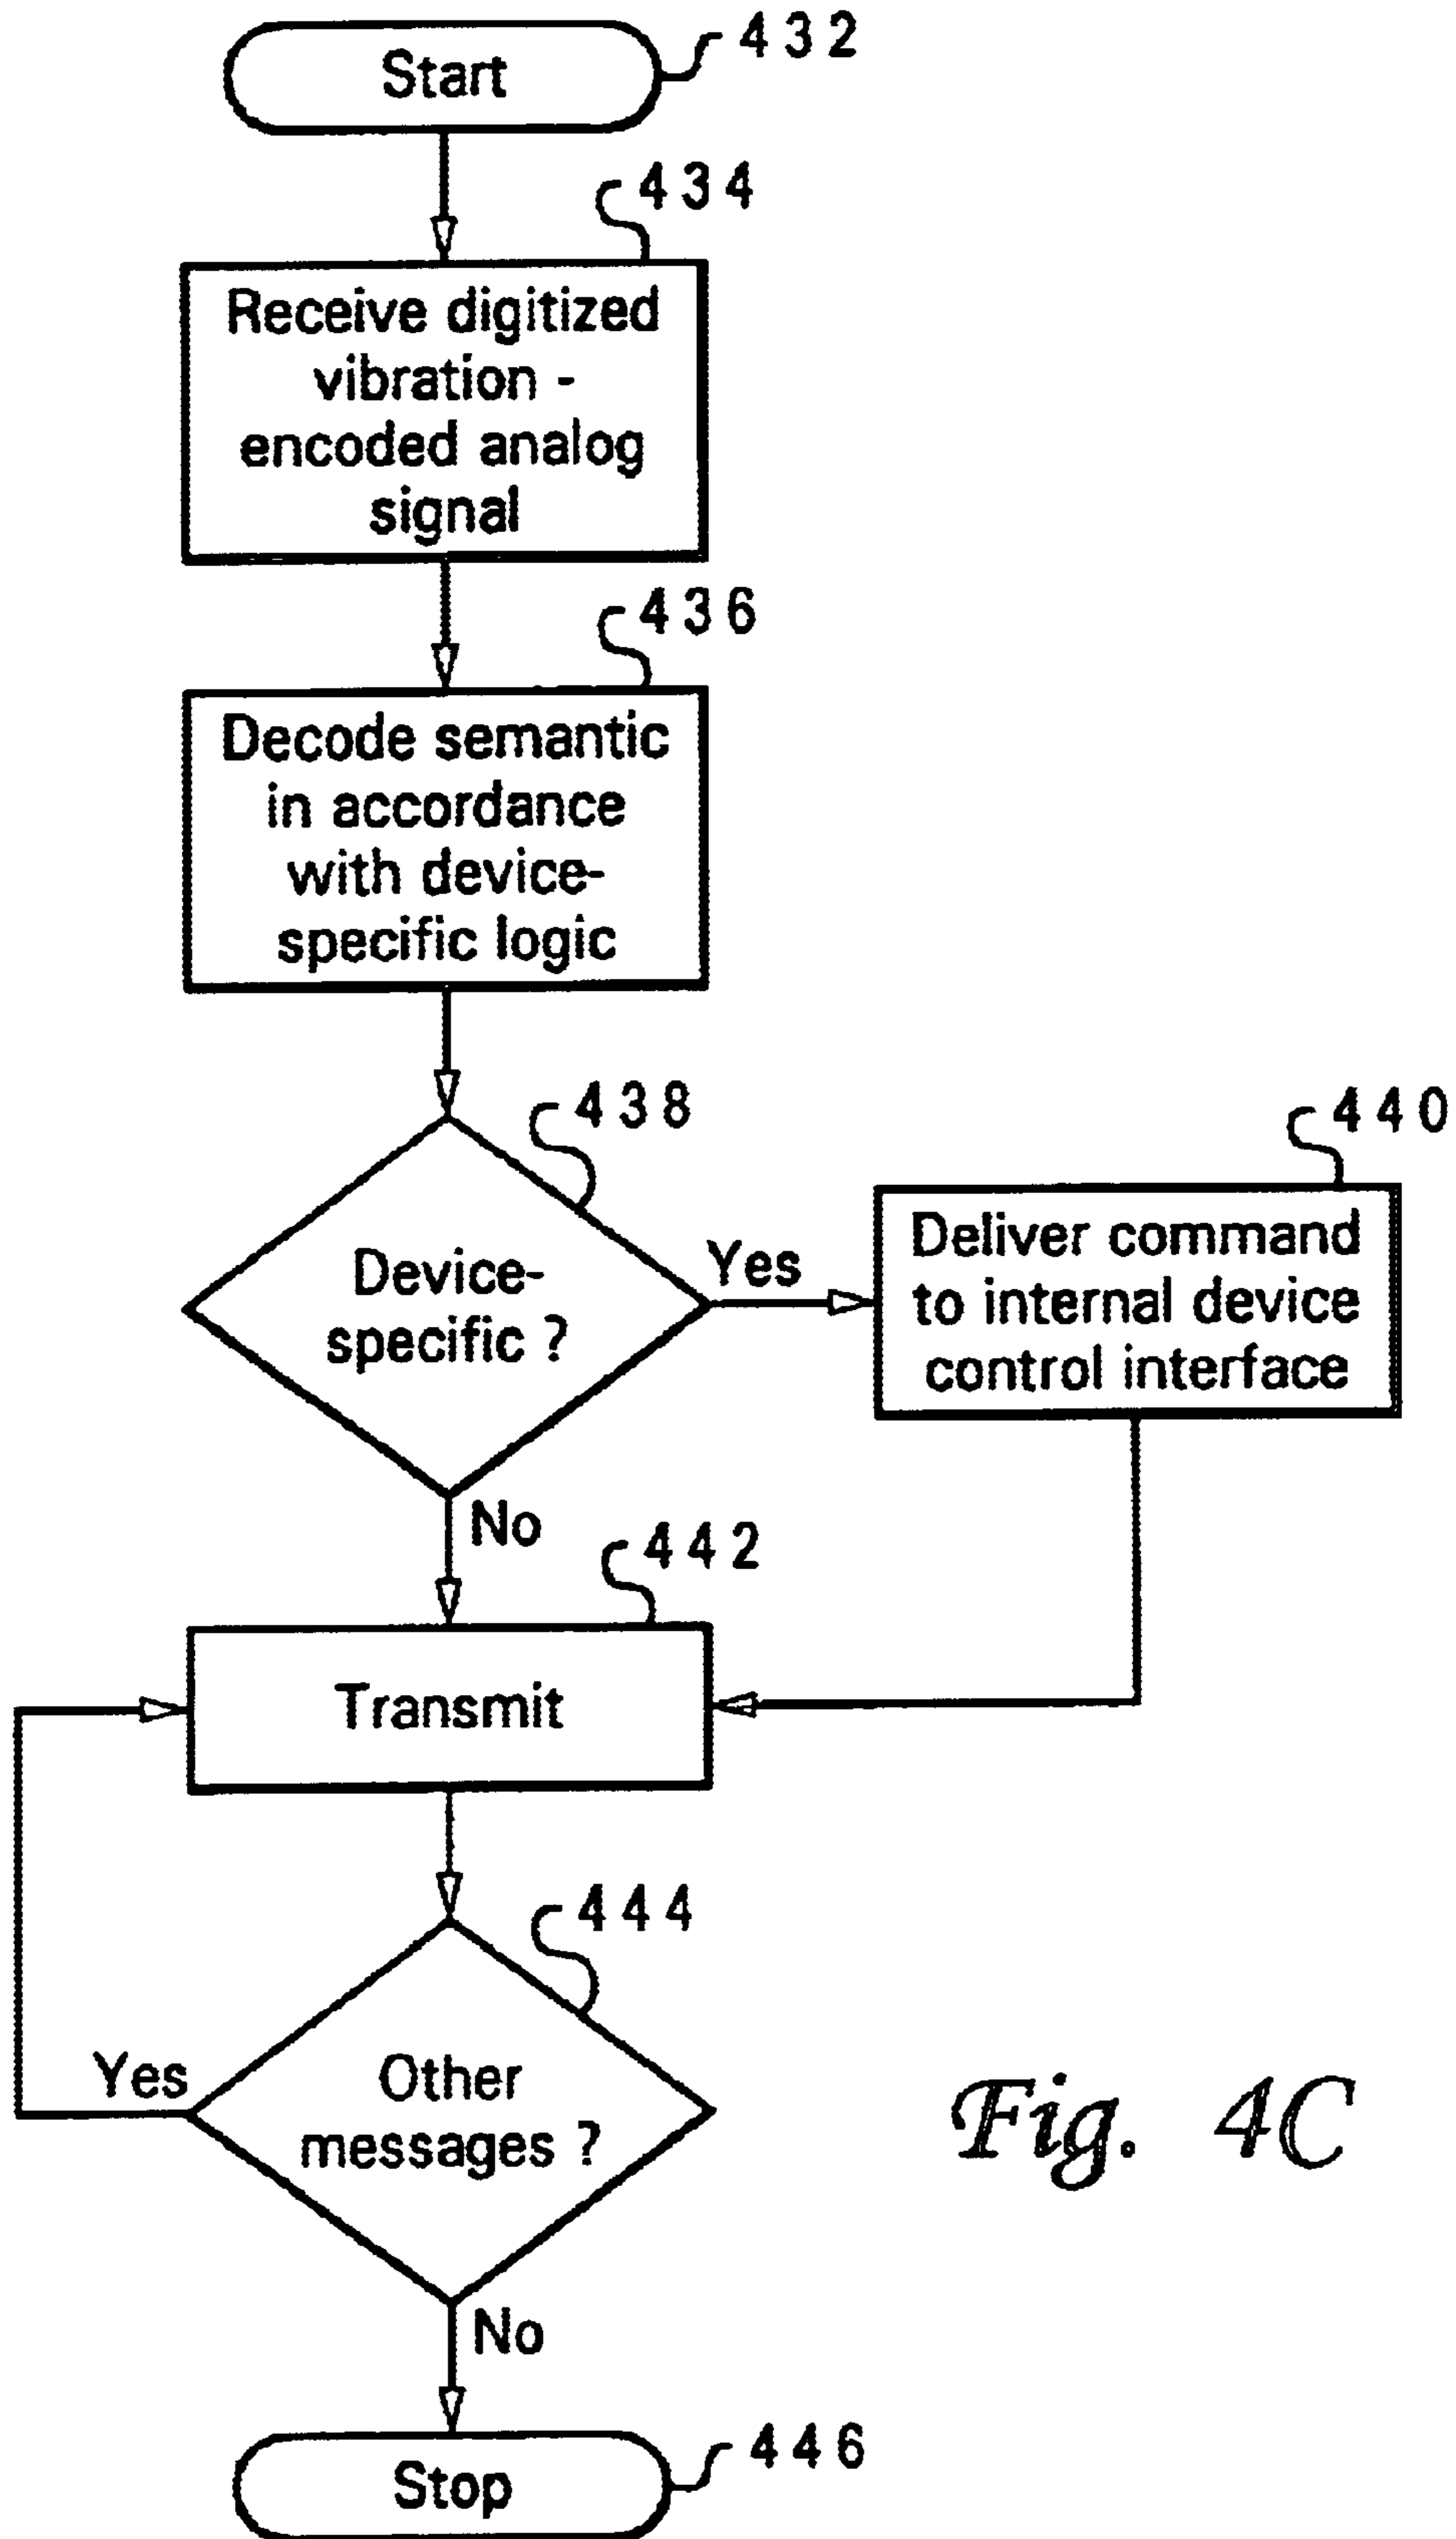 Start
432
434
Receive digitized
vibration -
encoded analog
signal
436
Decode semantic
in accordance
with device-
specific logic
438
Device-
specific ?
Yes
440
Deliver command
to internal device
control interface
No
442
Transmit
444
Other
messages ?
Yes
No
Stop
446
Fig. 4C